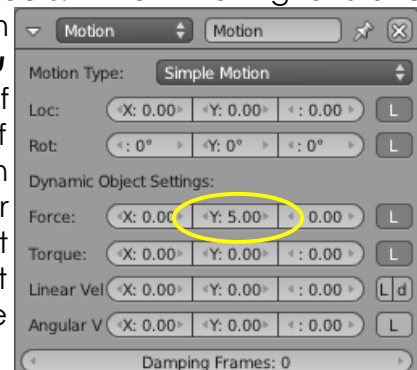 Motion Motion
Motion Type: Simple Motion
Loc: X: 0.00 Y: 0.00 : 0.00 L
Rot: : 0° Y: 0° : 0° L
Dynamic Object Settings:
Force: X: 0.00 Y: 5.00 : 0.00 L
Torque: X: 0.00 Y: 0.00 : 0.00 L
Linear Vel X: 0.00 Y: 0.00 : 0.00 L d
Angular V X: 0.00 Y: 0.00 : 0.00 L
Damping Frames: 0